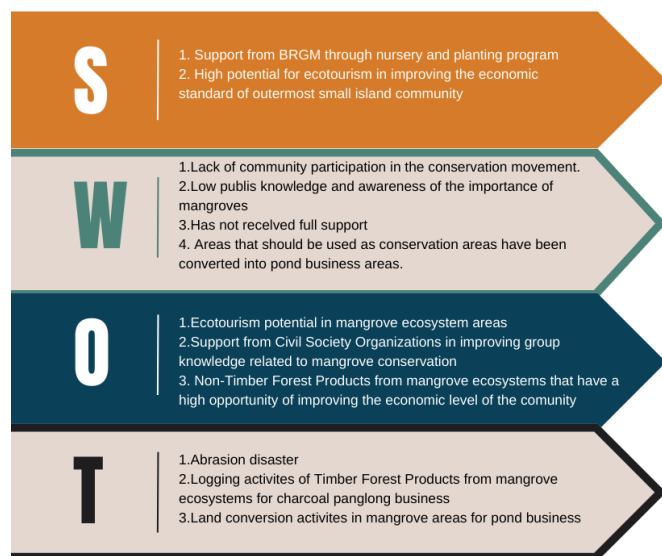 S
1. Support from BRGM through nursery and planting program
2. High potential for ecotourism in improving the economic
standard of outermost small island community
W
1.Lack of community participation in the conservation movement.
2.Low publis knowledge and awareness of the importance of
mangroves
3.Has not recelved full support
4. Areas that should be used as conservation areas have been
converted into pond business areas.
O
1.Ecotourism potential in mangrove ecosystem areas
2.Support from Civil Society Organizations in improving group
knowledge related to mangrove conservation
3. Non-Timber Forest Products from mangrove ecosystems that have a
high opportunity of improving the economic level of the comunity
T
1.Abrasion disaster
2.Logging activites of Timber Forest Products from mangrove
ecosystems for charcoal panglong business
3.Land conversion activites in mangrove areas for pond business